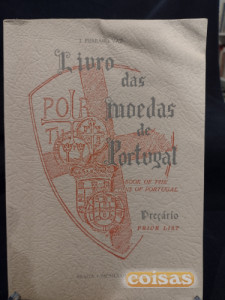 Livro
das
moedas
de
Portugal
BOOK OF THE
OF PORTUGAL
Preçário
PRICE LIST
coisas